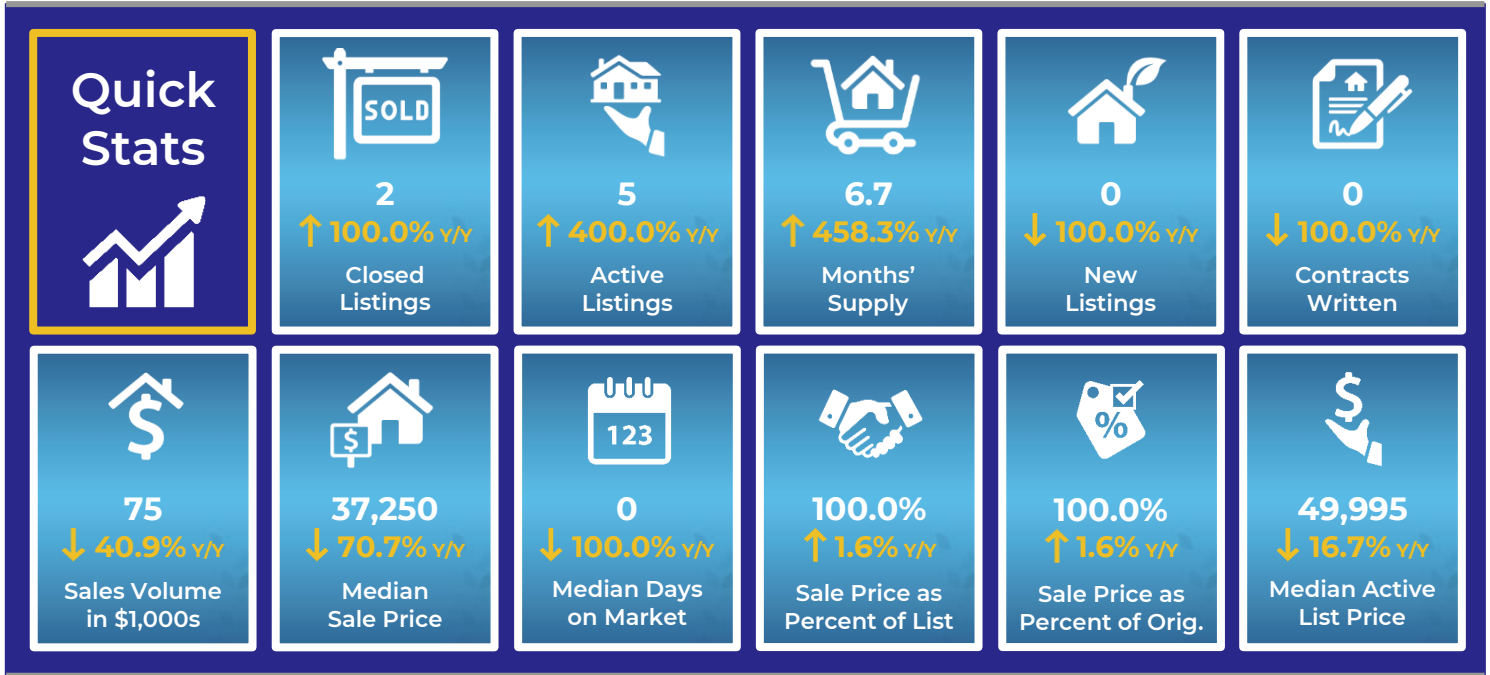 Quick
Stats
SOLD
2
↑ 100.0% Y/Y
Closed
Listings
5
↑ 400.0% Y/Y
Active
Listings
6.7
↑ 458.3% Y/Y
Months’
Supply
0
↓ 100.0% Y/Y
New
Listings
0
↓ 100.0% Y/Y
Contracts
Written
$
75
↓ 40.9% Y/Y
Sales Volume
in $1,000s
$
37,250
↓ 70.7% Y/Y
Median
Sale Price
123
0
↓ 100.0% Y/Y
Median Days
on Market
100.0%
↑ 1.6% Y/Y
Sale Price as
Percent of List
%
100.0%
↑ 1.6% Y/Y
Sale Price as
Percent of Orig.
$
49,995
↓ 16.7% Y/Y
Median Active
List Price